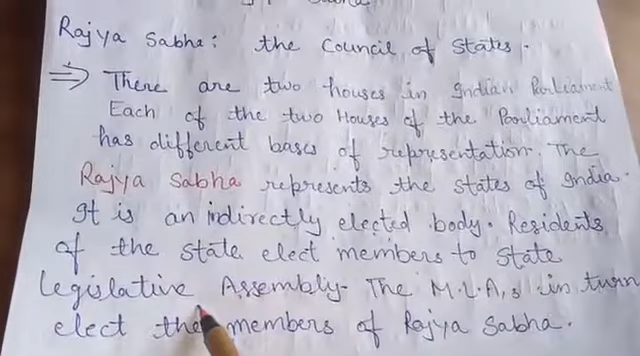 Rajya Sabha: the Council of States.
⇒ There are two houses in Indian Parliament
Each of the two Houses of the Parliament
has different bases of representation. The
Rajya Sabha represents the states of India.
It is an indirectly elected body. Residents
of the state elect members to State
legislative Assembly. The M.L.A,s in turn
elect the members of Rajya Sabha.